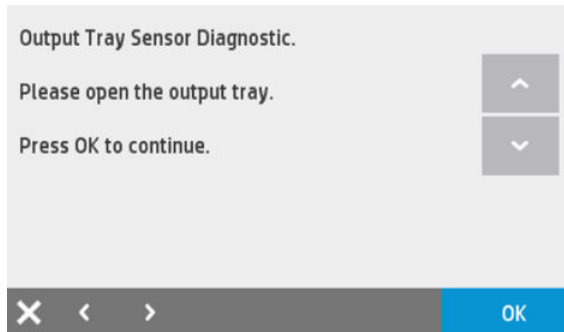 Output Tray Sensor Diagnostic.
Please open the output tray.
Press OK to continue.
OK